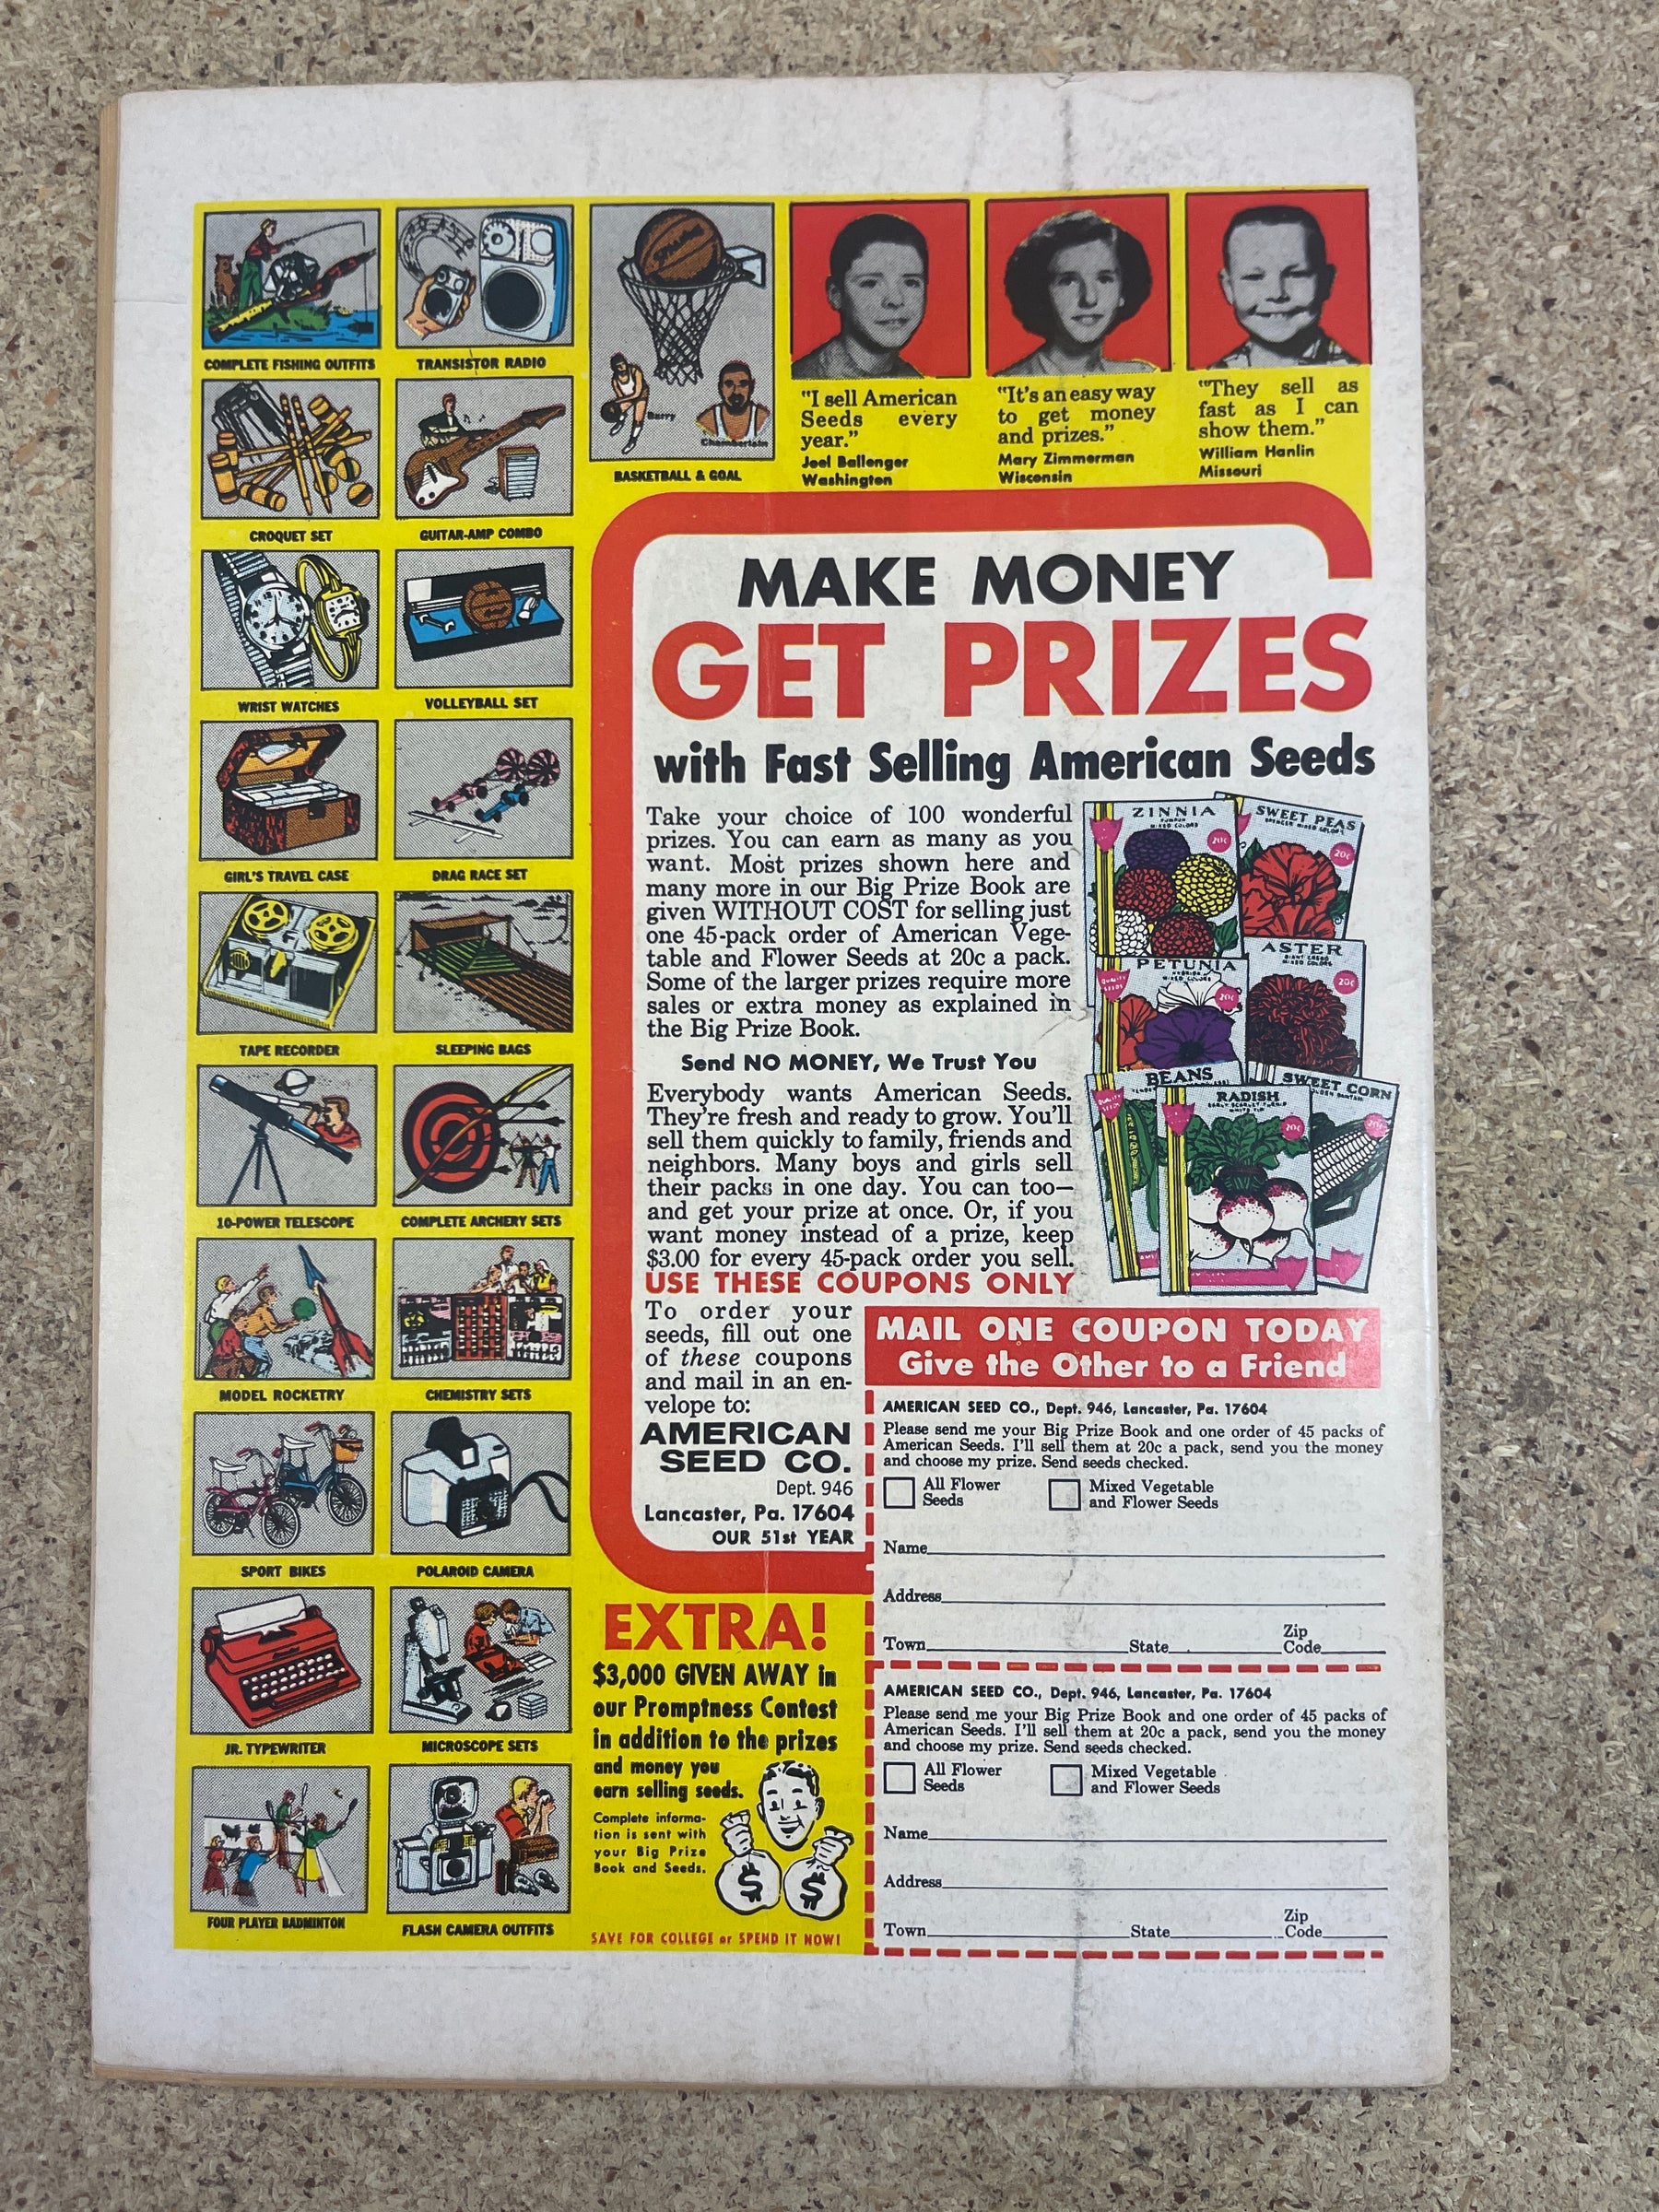 COMPLETE FISHING OUTFITS
TRANSISTOR RADIO
Barry
Chamberlain
BASKETBALL & GOAL
"I sell American
Seeds every
year."
Joel Ballenger
Washington
"It's an easy way
to get money
and prizes."
Mary Zimmerman
Wisconsin
"They sell as
fast as I can
show them."
William Hanlin
Missouri
CROQUET SET
GUITAR-AMP COMBO
WRIST WATCHES
VOLLEYBALL SET
GIRL'S TRAVEL CASE
DRAG RACE SET
TAPE RECORDER
SLEEPING BAGS
10-POWER TELESCOPE
COMPLETE ARCHERY SETS
MODEL ROCKETRY
CHEMISTRY SETS
SPORT BIKES
POLAROID CAMERA
JR. TYPEWRITER
MICROSCOPE SETS
FOUR PLAYER BADMINTON
FLASH CAMERA OUTFITS
MAKE MONEY
GET PRIZES
with Fast Selling American Seeds
Take your choice of 100 wonderful
prizes. You can earn as many as you
want. Most prizes shown here and
many more in our Big Prize Book are
given WITHOUT COST for selling just
one 45-pack order of American Vege-
table and Flower Seeds at 20c a pack.
Some of the larger prizes require more
sales or extra money as explained in
the Big Prize Book.
Send NO MONEY, We Trust You
Everybody wants American Seeds.
They're fresh and ready to grow. You'll
sell them quickly to family, friends and
neighbors. Many boys and girls sell
their packs in one day. You can too—
and get your prize at once. Or, if you
want money instead of a prize, keep
$3.00 for every 45-pack order you sell.
USE THESE COUPONS ONLY
To order your
seeds, fill out one
of these coupons
and mail in an en-
velope to:
AMERICAN
SEED CO.
Dept. 946
Lancaster, Pa. 17604
OUR 51st YEAR
ZINNIA
MIXED COLORS
20c
SWEET PEAS
SPENCER MIXED COLORS
20c
PETUNIA
MIXED COLORS
QUALITY SEEDS
20c
ASTER
MIXED COLORS
20c
BEANS
QUALITY
RADISH
20c
SWEET CORN
GOLDEN BANTAM
20c
EXTRA!
$3,000 GIVEN AWAY in
our Promptness Contest
in addition to the prizes
and money you
earn selling seeds.
Complete informa-
tion is sent with
your Big Prize
Book and Seeds.
$ $
SAVE FOR COLLEGE or SPEND IT NOW!
MAIL ONE COUPON TODAY
Give the Other to a Friend
AMERICAN SEED CO., Dept. 946, Lancaster, Pa. 17604
Please send me your Big Prize Book and one order of 45 packs of
American Seeds. I'll sell them at 20c a pack, send you the money
and choose my prize. Send seeds checked.
All Flower
Seeds
Mixed Vegetable
and Flower Seeds
Name
Address
Town State Zip Code
AMERICAN SEED CO., Dept. 946, Lancaster, Pa. 17604
Please send me your Big Prize Book and one order of 45 packs of
American Seeds. I'll sell them at 20c a pack, send you the money
and choose my prize. Send seeds checked.
All Flower
Seeds
Mixed Vegetable
and Flower Seeds
Name
Address
Town State Zip Code